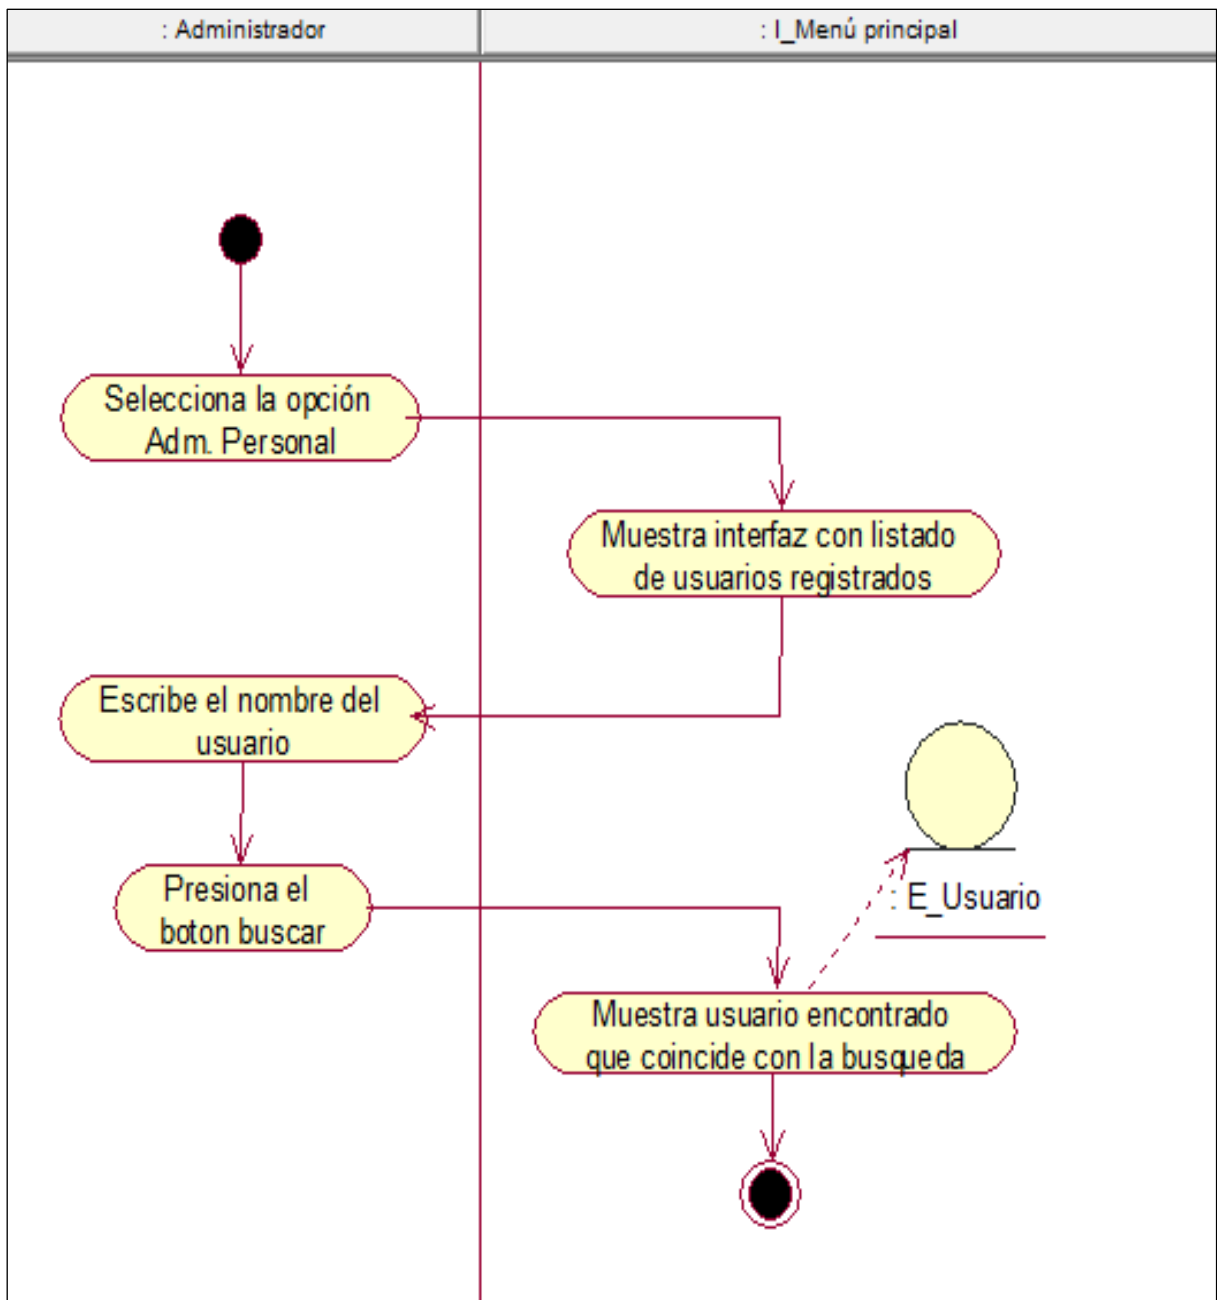 : Administrador
: I_Menú principal
Selecciona la opción
Adm. Personal
Muestra interfaz con listado
de usuarios registrados
Escribe el nombre del
usuario
Presiona el
boton buscar
: E_Usuario
Muestra usuario encontrado
que coincide con la busqueda